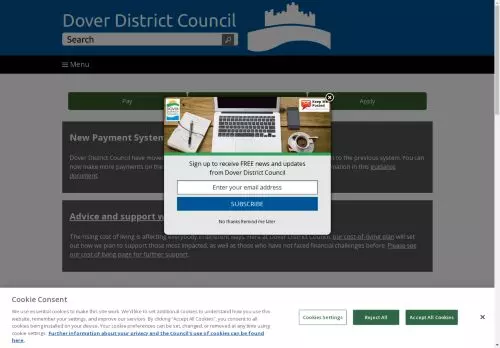 Dover District Council
Search
Menu
Pay
Apply
New Payment System
Dover District Council have move
d to the previous system. You can
now make more payments on the
mation in this guidance
document.
Keep Me
Posted
DOVER
Sign up to receive FREE news and updates
from Dover District Council
Enter your email address
SUBSCRIBE
No thanks Remind me later
Advice and support w
The rising cost of living is affecting everybody in different ways. Here at Dover District Council, our cost-of-living plan will set
out how we plan to support those most impacted, as well as those who have not faced financial challenges before. Please see
our cost of living page for further support.
Cookie Consent
We use essential cookies to make this site work. We'd like to set additional cookies to understand how you use this
website, remember your settings, and improve our services. By clicking "Accept All Cookies", you consent to all
cookies being installed on your device. Your cookie preferences can be set, changed, or removed at any time using
cookie settings. Further information about your privacy and the Council's use of cookies can be found
here.
Cookies Settings
Reject All
Accept All Cookies